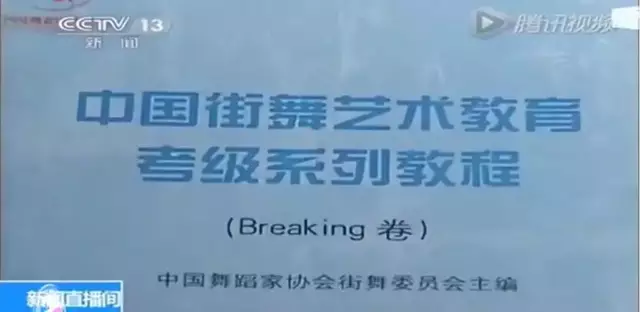 CCTV 13
新闻
腾讯视频
中国街舞艺术教育
考级系列教程
(Breaking 卷)
中国舞蹈家协会街舞委员会主编
新闻直播间